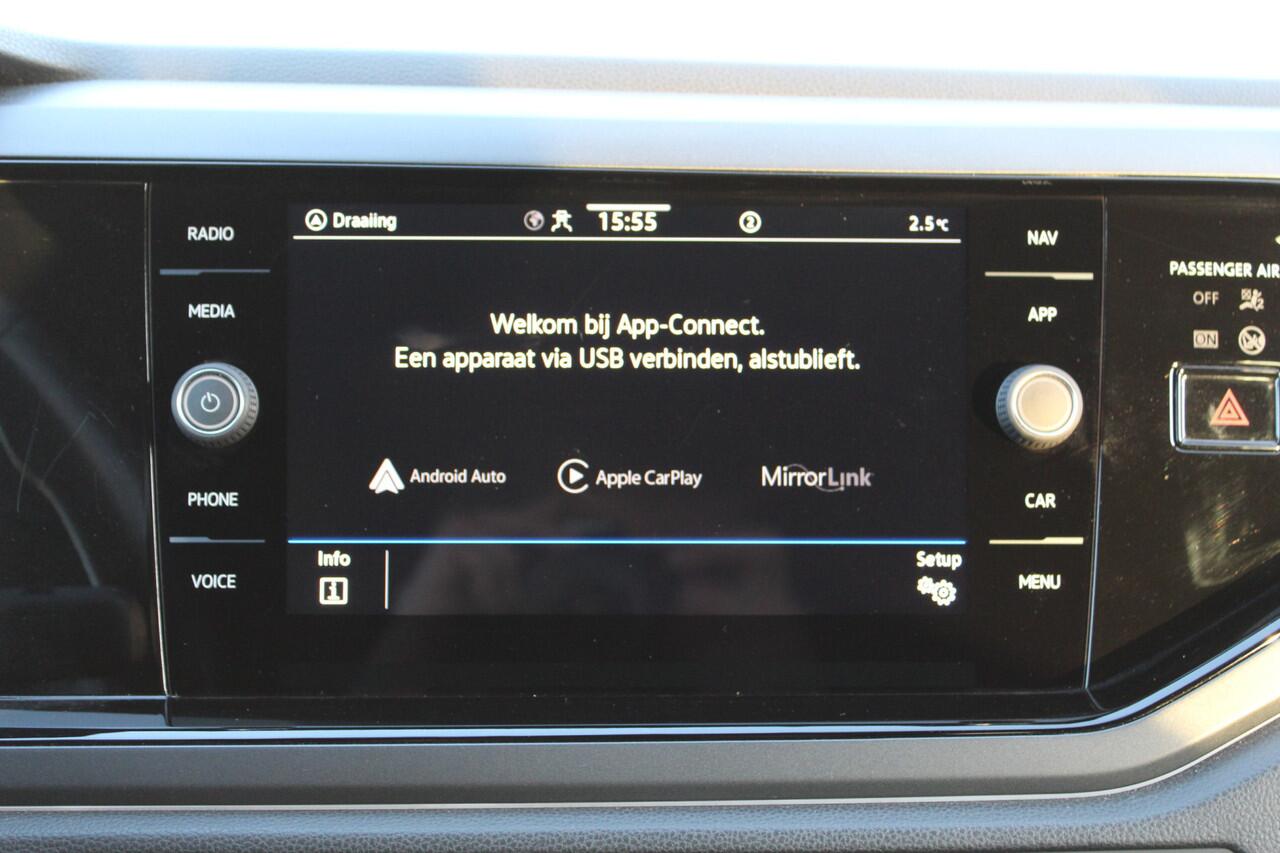 RADIO
MEDIA
PHONE
VOICE
Draaiing
15:55
2
2.5°C
Welkom bij App-Connect.
Een apparaat via USB verbinden, alstublieft.
Android Auto
Apple CarPlay
MirrorLink
Info
i
Setup
NAV
APP
CAR
MENU
PASSENGER AIR
OFF
ON